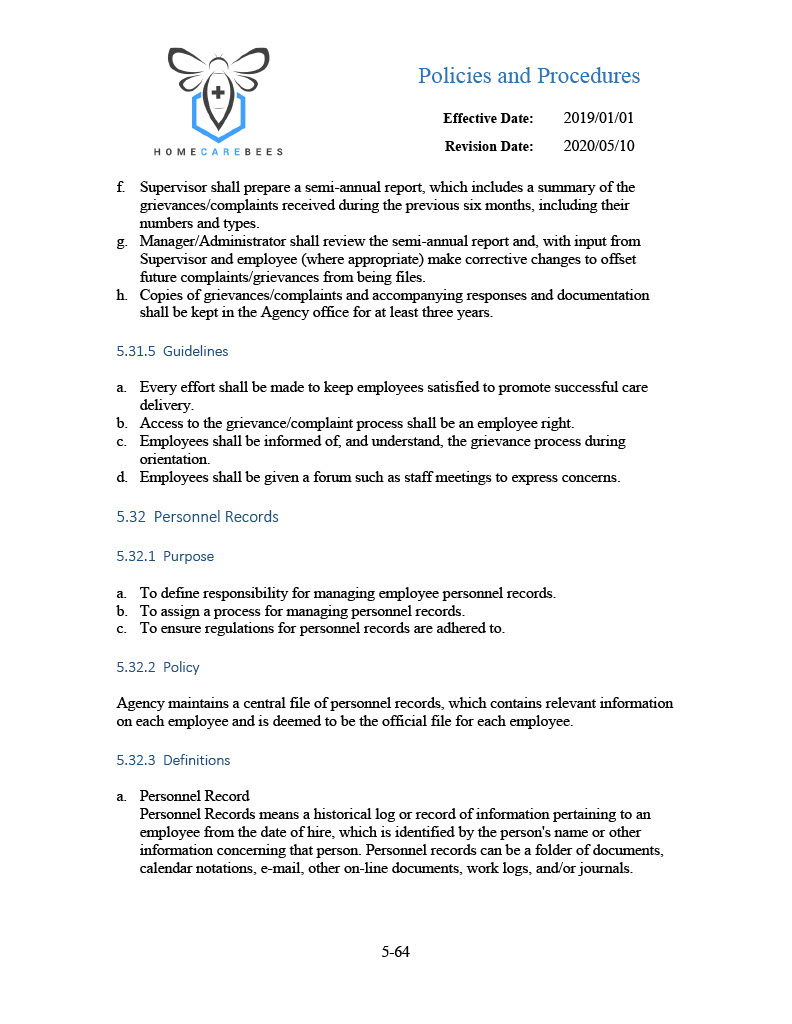 Policies and Procedures
Effective Date: 2019/01/01
Revision Date: 2020/05/10
HOMECAREBEES
f. Supervisor shall prepare a semi-annual report, which includes a summary of the
grievances/complaints received during the previous six months, including their
numbers and types.
g. Manager/Administrator shall review the semi-annual report and, with input from
Supervisor and employee (where appropriate) make corrective changes to offset
future complaints/grievances from being files.
h. Copies of grievances/complaints and accompanying responses and documentation
shall be kept in the Agency office for at least three years.
5.31.5 Guidelines
a. Every effort shall be made to keep employees satisfied to promote successful care
delivery.
b. Access to the grievance/complaint process shall be an employee right.
c. Employees shall be informed of, and understand, the grievance process during
orientation.
d. Employees shall be given a forum such as staff meetings to express concerns.
5.32 Personnel Records
5.32.1 Purpose
a. To define responsibility for managing employee personnel records.
b. To assign a process for managing personnel records.
c. To ensure regulations for personnel records are adhered to.
5.32.2 Policy
Agency maintains a central file of personnel records, which contains relevant information
on each employee and is deemed to be the official file for each employee.
5.32.3 Definitions
a. Personnel Record
Personnel Records means a historical log or record of information pertaining to an
employee from the date of hire, which is identified by the person's name or other
information concerning that person. Personnel records can be a folder of documents,
calendar notations, e-mail, other on-line documents, work logs, and/or journals.
5-64